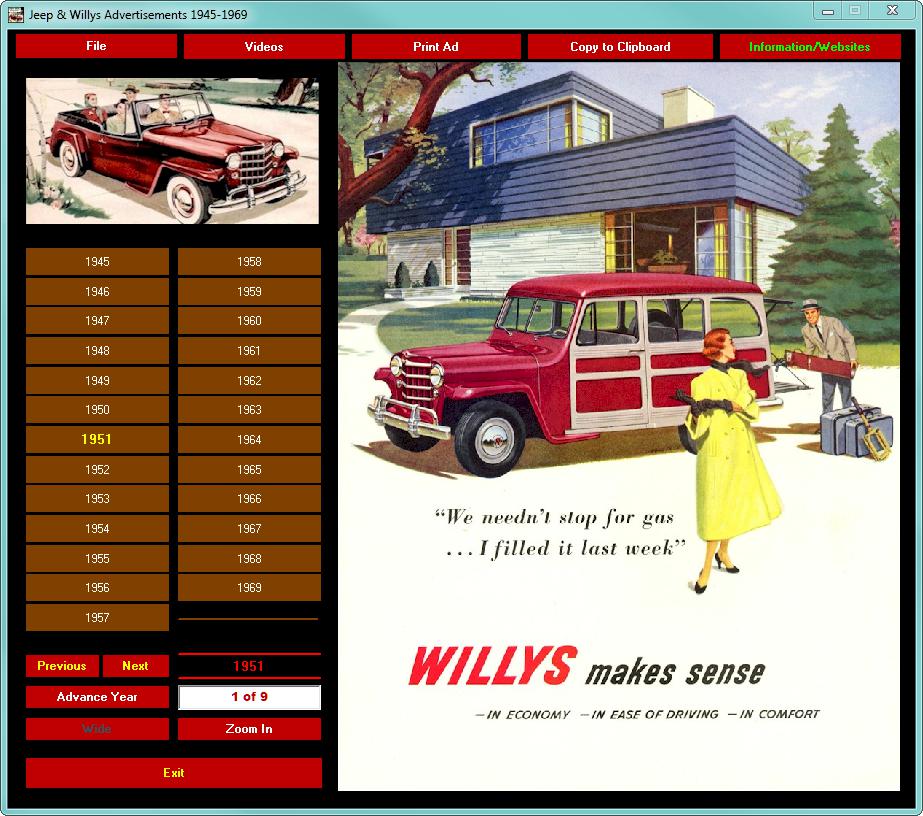 Jeep & Willys Advertisements 1945-1969
File
Videos
Print Ad
Copy to Clipboard
Information/Websites
1945
1946
1947
1948
1949
1950
1951
1952
1953
1954
1955
1956
1957
1958
1959
1960
1961
1962
1963
1964
1965
1966
1967
1968
1969
Previous
Next
1951
Advance Year
1 of 9
Wide
Zoom In
Exit
“We needn't stop for gas
...I filled it last week”
WILLYS makes sense
—IN ECONOMY —IN EASE OF DRIVING —IN COMFORT